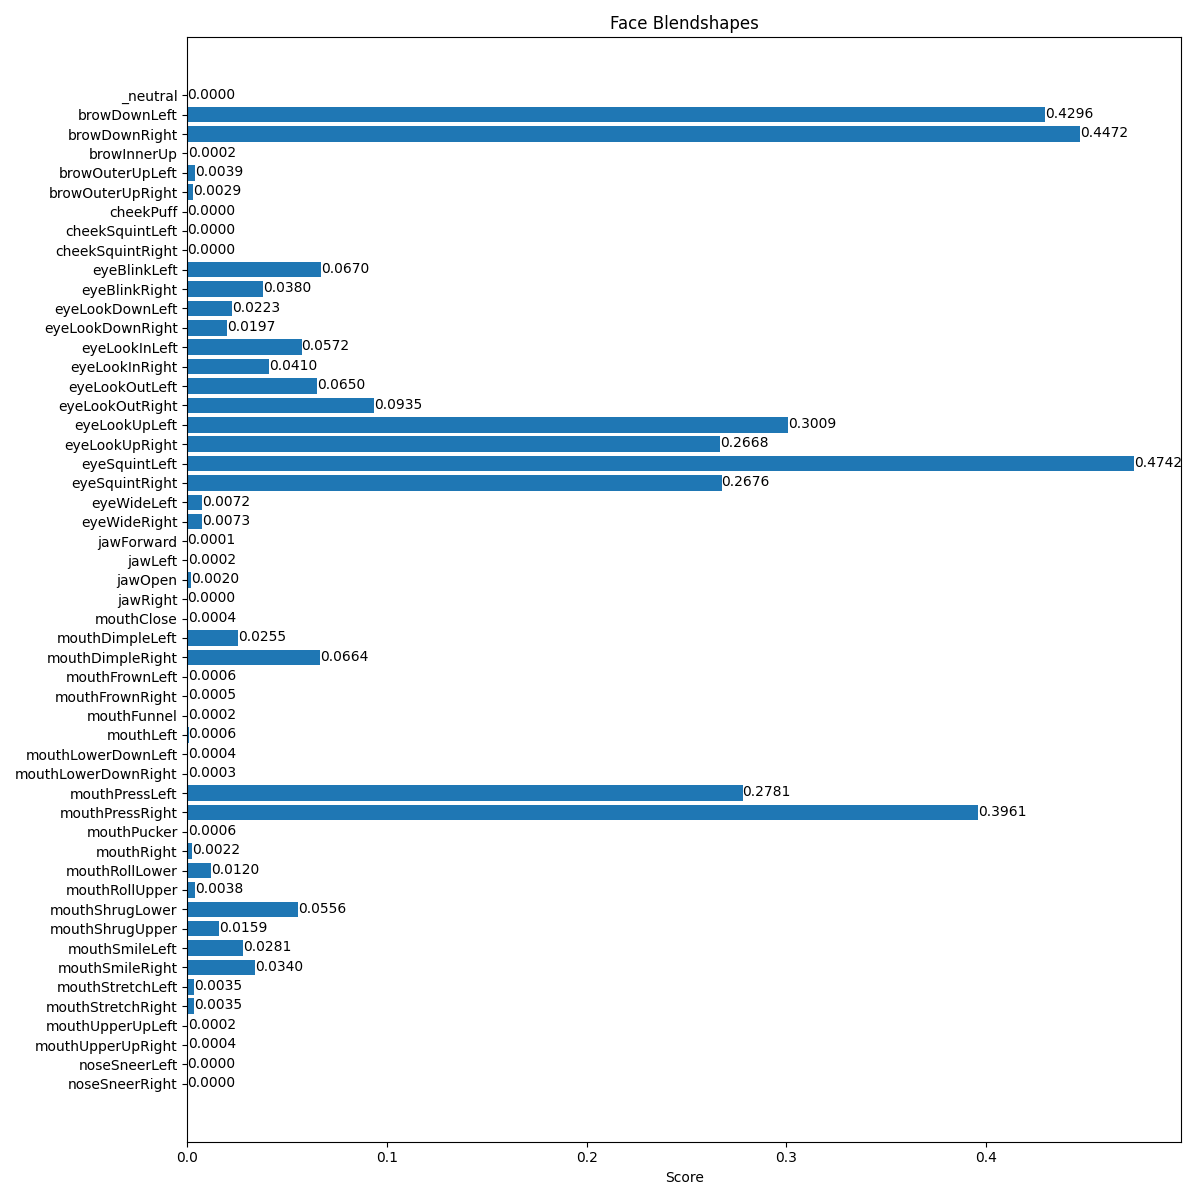 Face Blendshapes
_neutral 0.0000
browDownLeft 0.4296
browDownRight 0.4472
browInnerUp 0.0002
browOuterUpLeft 0.0039
browOuterUpRight 0.0029
cheekPuff 0.0000
cheekSquintLeft 0.0000
cheekSquintRight 0.0000
eyeBlinkLeft 0.0670
eyeBlinkRight 0.0380
eyeLookDownLeft 0.0223
eyeLookDownRight 0.0197
eyeLookInLeft 0.0572
eyeLookInRight 0.0410
eyeLookOutLeft 0.0650
eyeLookOutRight 0.0935
eyeLookUpLeft 0.3009
eyeLookUpRight 0.2668
eyeSquintLeft 0.4742
eyeSquintRight 0.2676
eyeWideLeft 0.0072
eyeWideRight 0.0073
jawForward 0.0001
jawLeft 0.0002
jawOpen 0.0020
jawRight 0.0000
mouthClose 0.0004
mouthDimpleLeft 0.0255
mouthDimpleRight 0.0664
mouthFrownLeft 0.0006
mouthFrownRight 0.0005
mouthFunnel 0.0002
mouthLeft 0.0006
mouthLowerDownLeft 0.0004
mouthLowerDownRight 0.0003
mouthPressLeft 0.2781
mouthPressRight 0.3961
mouthPucker 0.0006
mouthRight 0.0022
mouthRollLower 0.0120
mouthRollUpper 0.0038
mouthShrugLower 0.0556
mouthShrugUpper 0.0159
mouthSmileLeft 0.0281
mouthSmileRight 0.0340
mouthStretchLeft 0.0035
mouthStretchRight 0.0035
mouthUpperUpLeft 0.0002
mouthUpperUpRight 0.0004
noseSneerLeft 0.0000
noseSneerRight 0.0000
0.0 0.1 0.2 0.3 0.4
Score